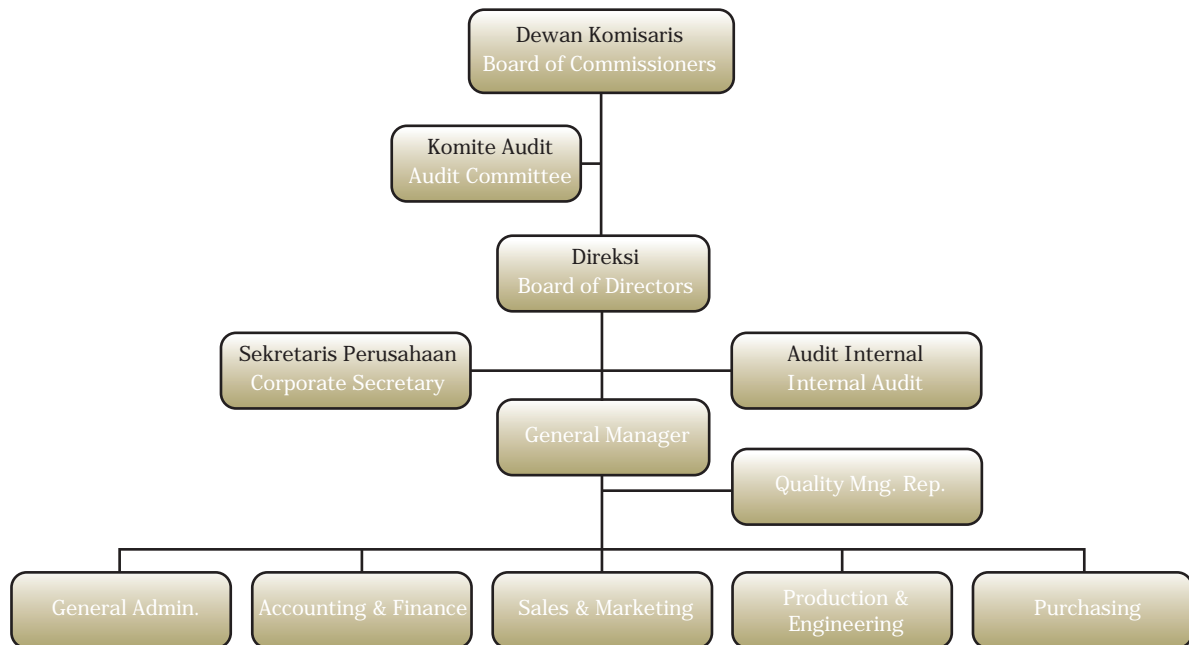 Dewan Komisaris
Board of Commissioners
Komite Audit
Audit Committee
Direksi
Board of Directors
Sekretaris Perusahaan
Corporate Secretary
Audit Internal
Internal Audit
General Manager
Quality Mng. Rep.
General Admin.
Accounting & Finance
Sales & Marketing
Production &
Engineering
Purchasing